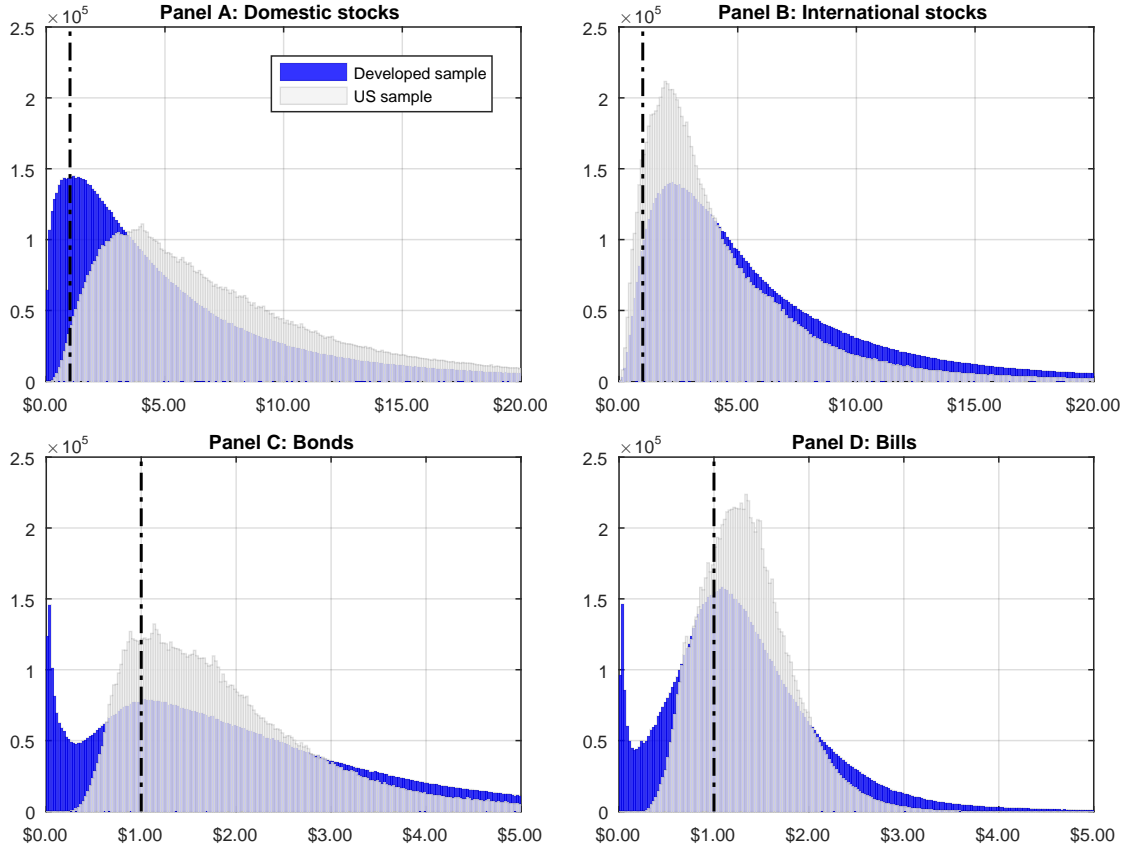 Panel A: Domestic stocks
×10^5
2.5
2
1.5
1
0.5
0
$0.00 $5.00 $10.00 $15.00 $20.00
Developed sample
US sample
Panel B: International stocks
×10^5
2.5
2
1.5
1
0.5
0
$0.00 $5.00 $10.00 $15.00 $20.00
Panel C: Bonds
×10^5
2.5
2
1.5
1
0.5
0
$0.00 $1.00 $2.00 $3.00 $4.00 $5.00
Panel D: Bills
×10^5
2.5
2
1.5
1
0.5
0
$0.00 $1.00 $2.00 $3.00 $4.00 $5.00